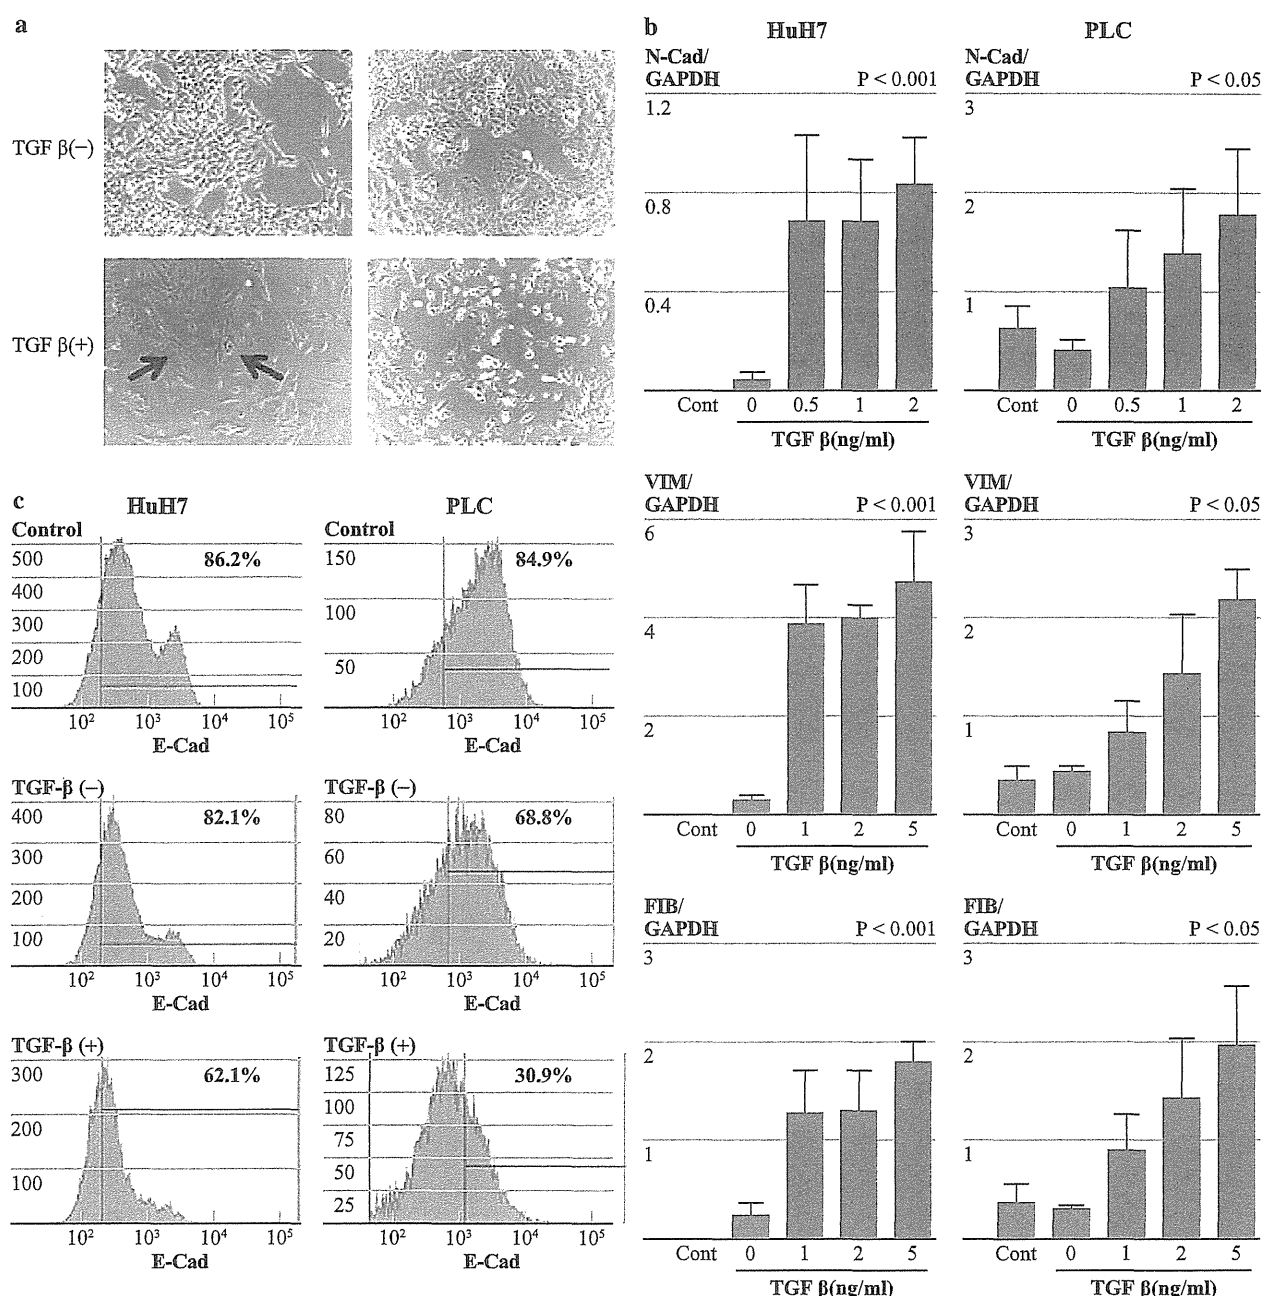 a
TGF β(−)
TGF β(+)
b
HuH7
PLC
N-Cad/
GAPDH
P < 0.001
1.2
0.8
0.4
Cont
0
0.5
1
2
TGF β(ng/ml)
N-Cad/
GAPDH
P < 0.05
3
2
1
Cont
0
0.5
1
2
TGF β(ng/ml)
VIM/
GAPDH
P < 0.001
6
4
2
Cont
0
1
2
5
TGF β(ng/ml)
VIM/
GAPDH
P < 0.05
3
2
1
Cont
0
1
2
5
TGF β(ng/ml)
FIB/
GAPDH
P < 0.001
3
2
1
Cont
0
1
2
5
TGF β(ng/ml)
FIB/
GAPDH
P < 0.05
3
2
1
Cont
0
1
2
5
TGF β(ng/ml)
c
HuH7
PLC
Control
86.2%
500
400
300
200
100
10²
10³
10⁴
10⁵
E-Cad
Control
84.9%
150
100
50
10²
10³
10⁴
10⁵
E-Cad
TGF-β (−)
82.1%
400
300
200
100
10²
10³
10⁴
10⁵
E-Cad
TGF-β (−)
68.8%
80
60
40
20
10²
10³
10⁴
10⁵
E-Cad
TGF-β (+)
62.1%
300
200
100
10²
10³
10⁴
10⁵
E-Cad
TGF-β (+)
30.9%
125
100
75
50
25
10²
10³
10⁴
10⁵
E-Cad